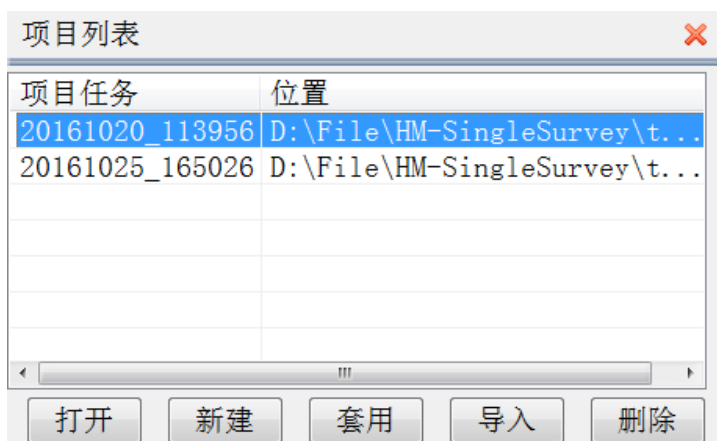 项目列表
项目任务 位置
20161020_113956 D:\File\HM-SingleSurvey\t...
20161025_165026 D:\File\HM-SingleSurvey\t...
打开 新建 套用 导入 删除